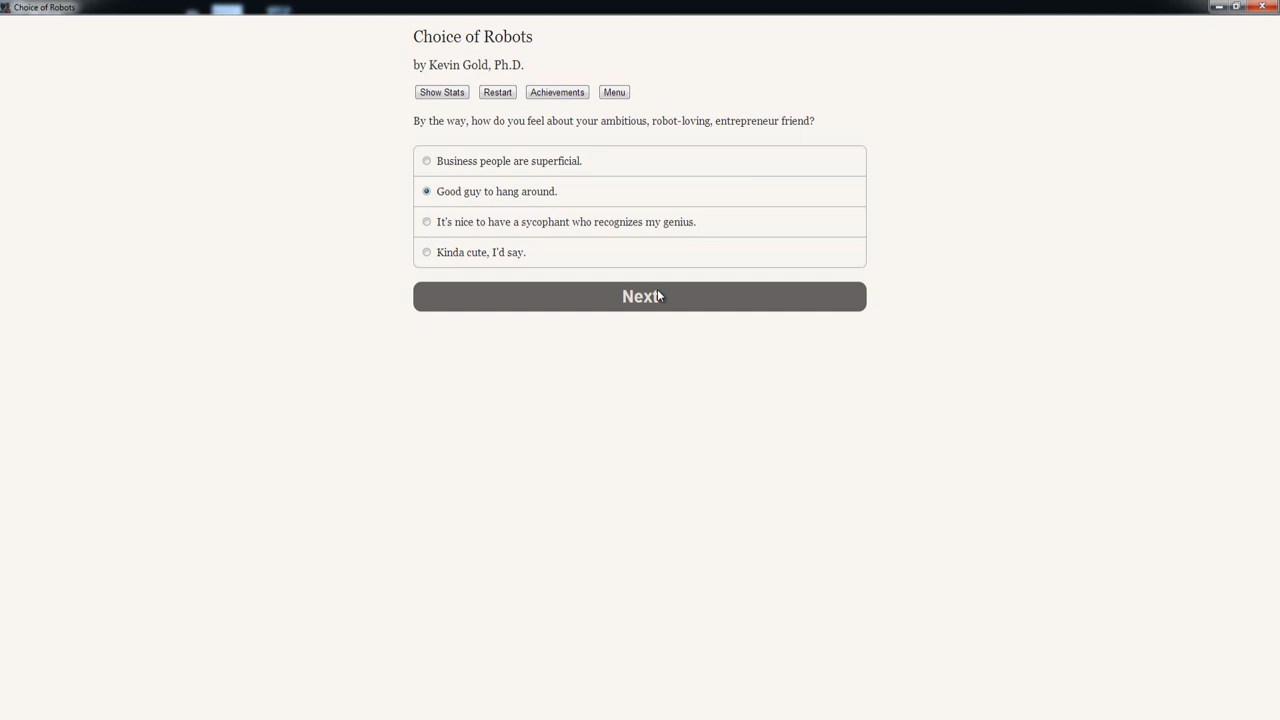 Choice of Robots
Choice of Robots
by Kevin Gold, Ph.D.
Show Stats Restart Achievements Menu
By the way, how do you feel about your ambitious, robot-loving, entrepreneur friend?
Business people are superficial.
Good guy to hang around.
It's nice to have a sycophant who recognizes my genius.
Kinda cute, I'd say.
Next